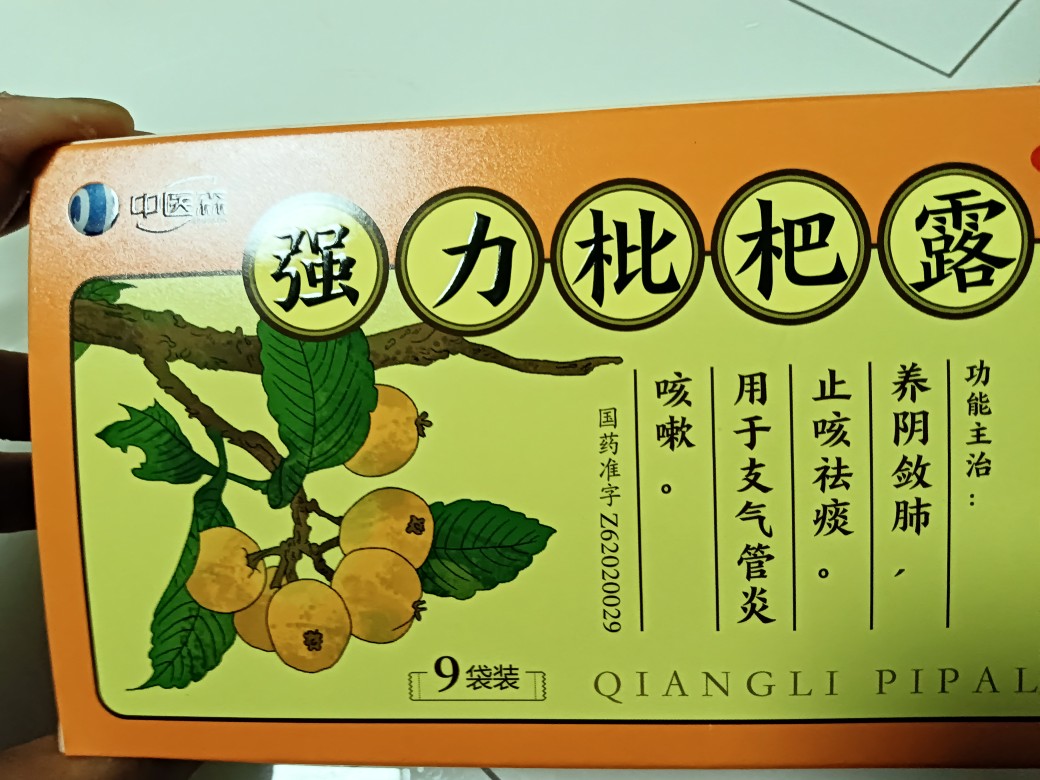 中医森
强力枇杷露
功能主治：
养阴敛肺，
止咳祛痰。
用于支气管炎
咳嗽。
国药准字Z62020029
9袋装
QIANGLI PIPAL